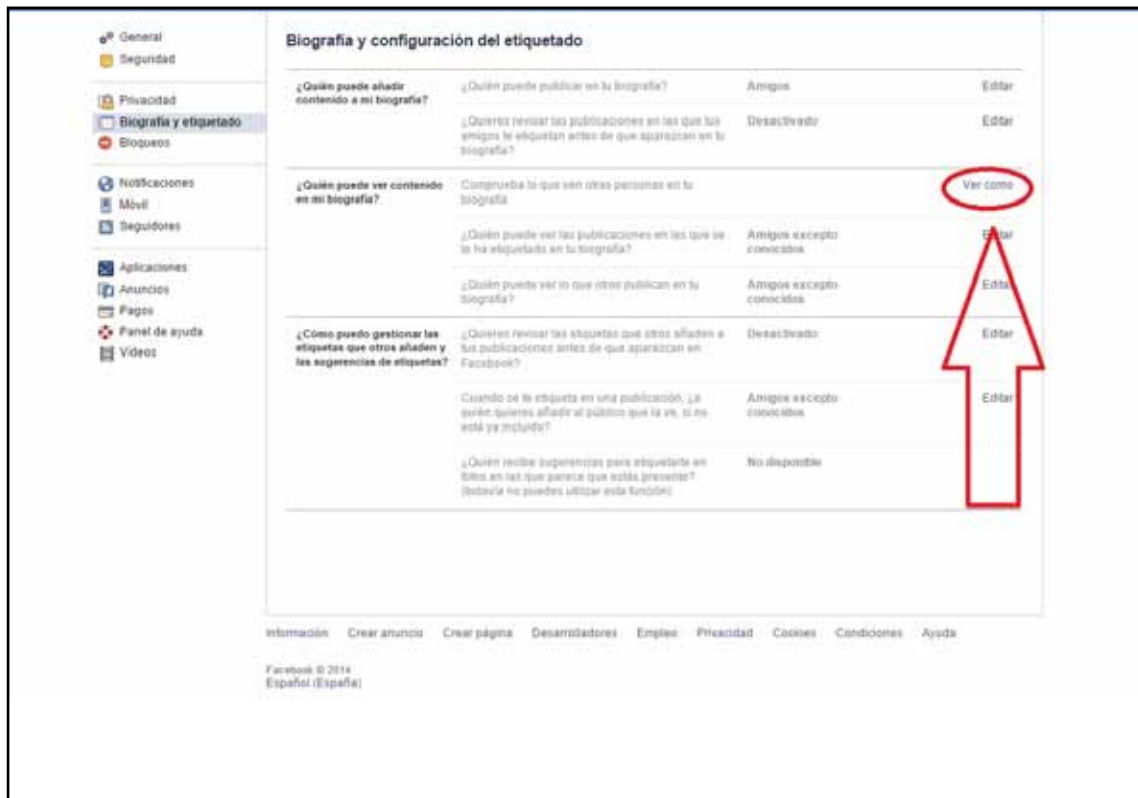 General
Seguridad
Privacidad
Biografía y etiquetado
Bloqueos
Notificaciones
Móvil
Seguidores
Aplicaciones
Anuncios
Pagos
Panel de ayuda
Vídeos
Biografía y configuración del etiquetado
¿Quién puede añadir
contenido a mi biografía?
¿Quién puede publicar en tu biografía?
Amigos
Editar
¿Quieres revisar las publicaciones en las que tus
amigos te etiquetan antes de que aparezcan en tu
biografía?
Desactivado
Editar
¿Quién puede ver contenido
en mi biografía?
Comprueba lo que ven otras personas en tu
biografía
Ver como
¿Quién puede ver las publicaciones en las que se
te ha etiquetado en tu biografía?
Amigos excepto
conocidos
Editar
¿Quién puede ver lo que otros publican en tu
biografía?
Amigos excepto
conocidos
Editar
¿Cómo puedo gestionar las
etiquetas que otros añaden y
las sugerencias de etiquetas?
¿Quieres revisar las etiquetas que otros añaden a
tus publicaciones antes de que aparezcan en
Facebook?
Desactivado
Editar
Cuando se te etiqueta en una publicación, ¿a
quién quieres añadir al público que la ve, si no
está ya incluido?
Amigos excepto
conocidos
Editar
¿Quién recibe sugerencias para etiquetarte en
fotos en las que parece que estás presente?
(todavía no puedes utilizar esta función)
No disponible
Información Crear anuncio Crear página Desarrolladores Empleo Privacidad Cookies Condiciones Ayuda
Facebook © 2014
Español (España)